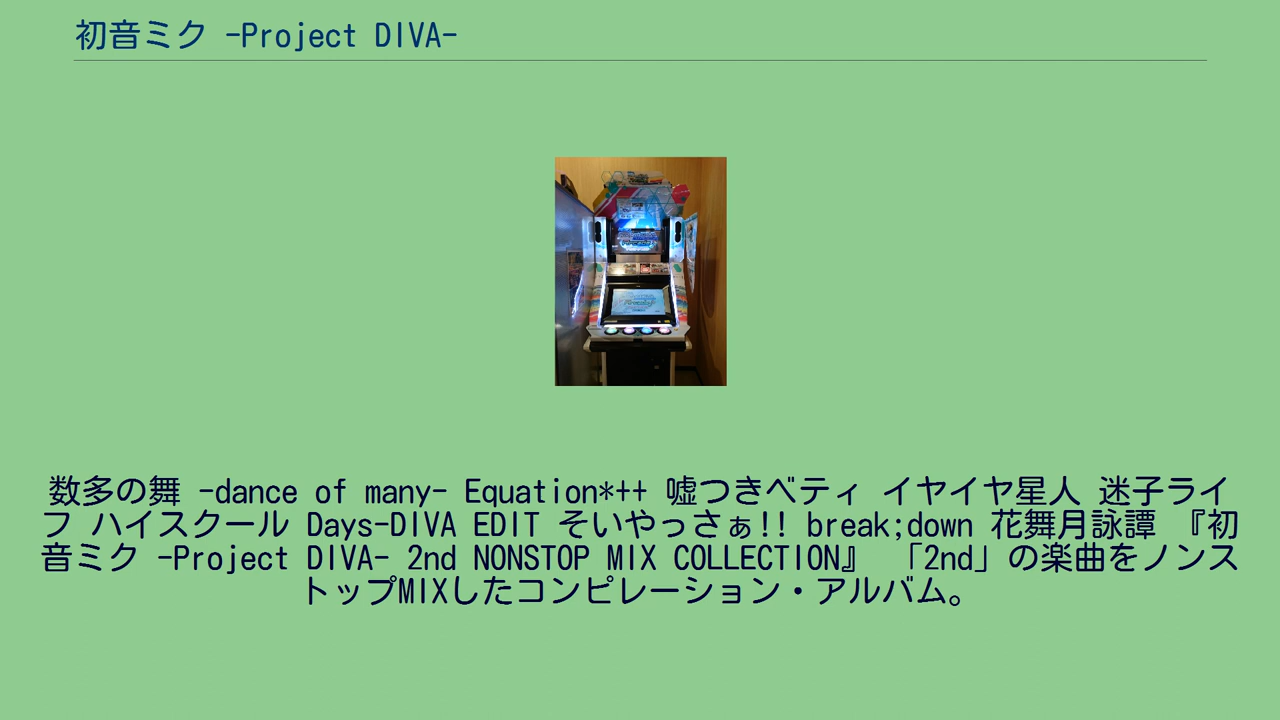 初音ミク -Project DIVA-
数多の舞 -dance of many- Equation*++ 嘘つきベティ イヤイヤ星人 迷子ライ
フ ハイスクール Days-DIVA EDIT そいやっさぁ!! break;down 花舞月詠譚 『初
音ミク -Project DIVA- 2nd NONSTOP MIX COLLECTION』 「2nd」の楽曲をノンス
トップMIXしたコンピレーション・アルバム。